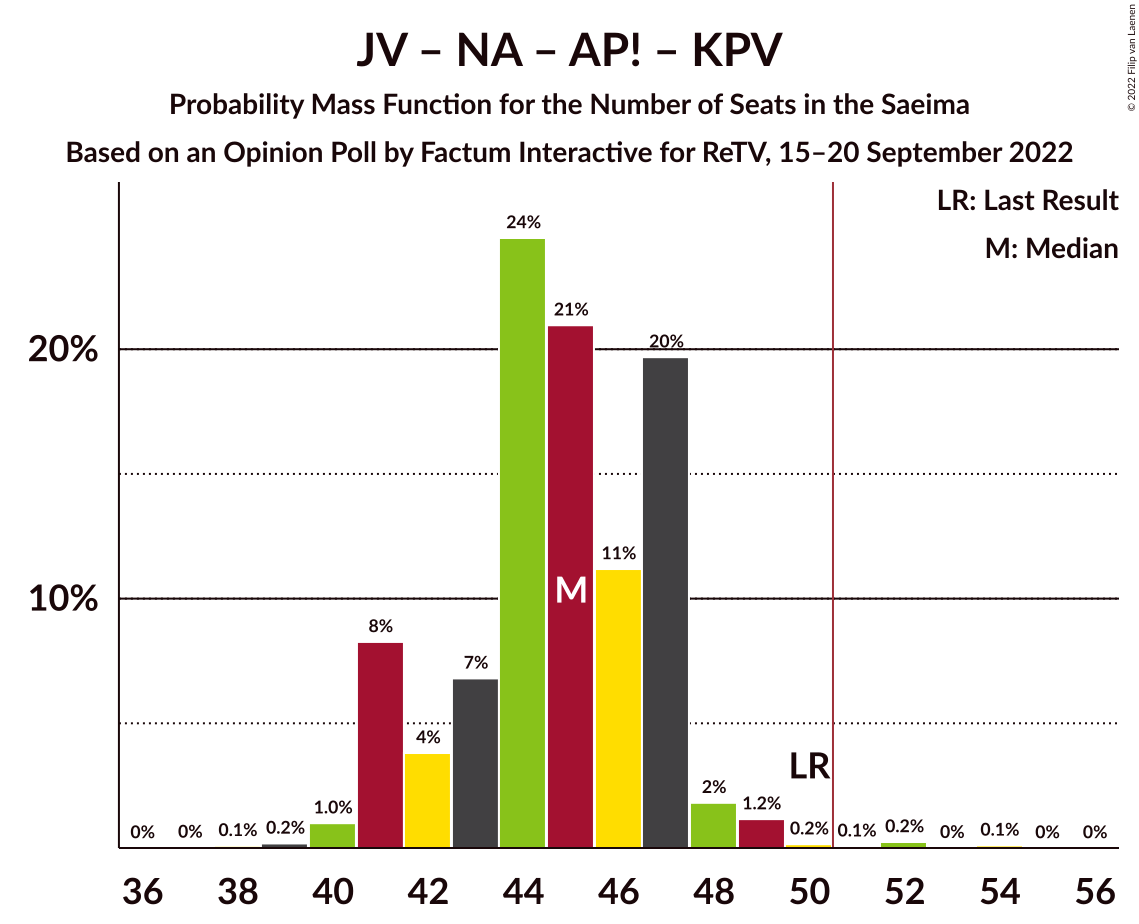 JV – NA – AP! – KPV
Probability Mass Function for the Number of Seats in the Saeima
Based on an Opinion Poll by Factum Interactive for ReTV, 15–20 September 2022
© 2022 Filip van Laenen
LR: Last Result
M: Median
24%
21%
20%
20%
11%
10%
M
8%
7%
4%
LR
0% 0% 0.1% 0.2% 1.0% 2% 1.2% 0.2% 0.1% 0.2% 0% 0.1% 0% 0%
36 38 40 42 44 46 48 50 52 54 56